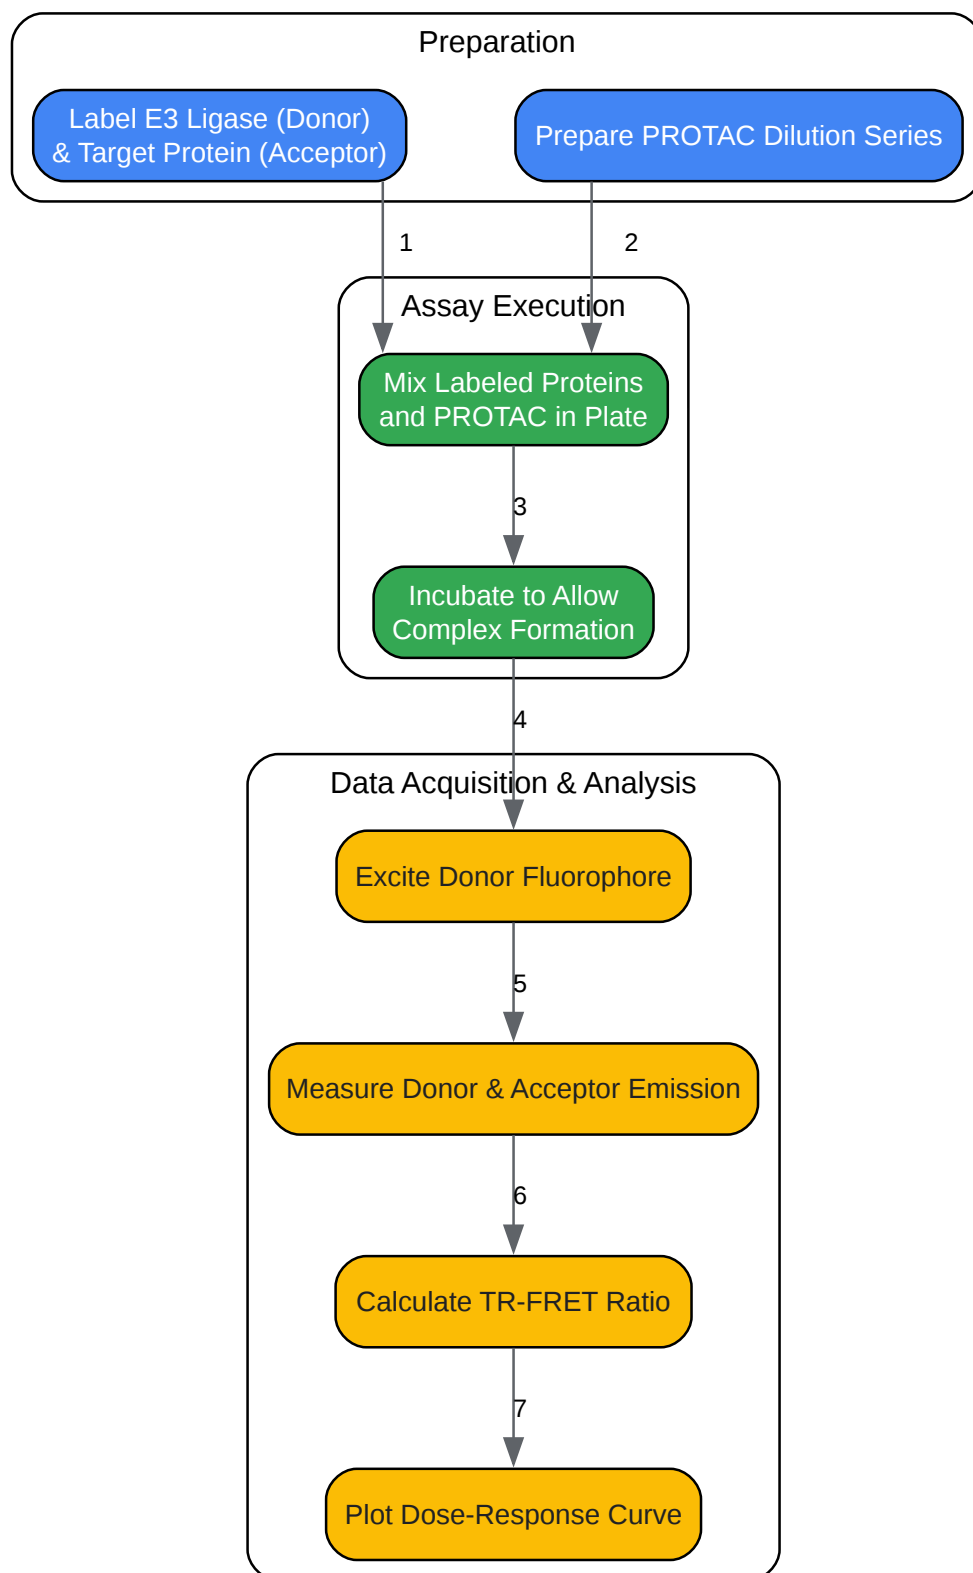 Preparation
Label E3 Ligase (Donor)
& Target Protein (Acceptor)
Prepare PROTAC Dilution Series
1
2
Assay Execution
Mix Labeled Proteins
and PROTAC in Plate
3
Incubate to Allow
Complex Formation
4
Data Acquisition & Analysis
Excite Donor Fluorophore
5
Measure Donor & Acceptor Emission
6
Calculate TR-FRET Ratio
7
Plot Dose-Response Curve